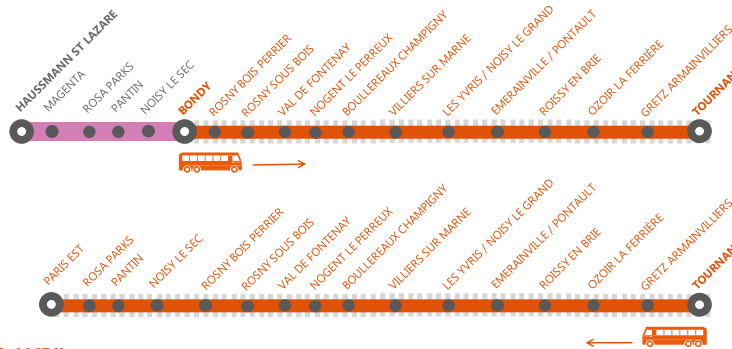 HAUSSMANN ST LAZARE
MAGENTA
ROSA PARKS
PANTIN
NOISY LE SEC
BONDY
ROSNY BOIS PERRIER
ROSNY SOUS BOIS
VAL DE FONTENAY
NOGENT LE PERREUX
BOULLEREAUX CHAMPIGNY
VILLIERS SUR MARNE
LES YVRIS / NOISY LE GRAND
EMERAINVILLE / PONTAULT
ROISSY EN BRIE
OZOIR LA FERRIÈRE
GRETZ ARMAINVILLIERS
TOURNAN
PARIS EST
ROSA PARKS
PANTIN
NOISY LE SEC
ROSNY BOIS PERRIER
ROSNY SOUS BOIS
VAL DE FONTENAY
NOGENT LE PERREUX
BOULLEREAUX CHAMPIGNY
VILLIERS SUR MARNE
LES YVRIS / NOISY LE GRAND
EMERAINVILLE / PONTAULT
ROISSY EN BRIE
OZOIR LA FERRIÈRE
GRETZ ARMAINVILLIERS
TOURNAN